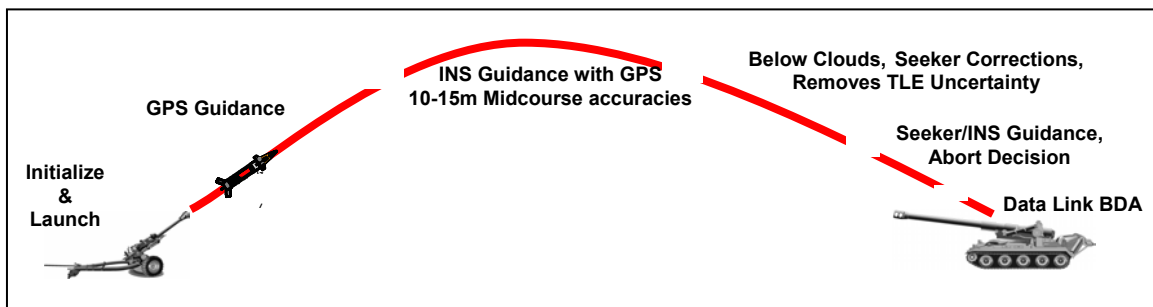 Initialize
&
Launch
GPS Guidance
INS Guidance with GPS
10-15m Midcourse accuracies
Below Clouds, Seeker Corrections,
Removes TLE Uncertainty
Seeker/INS Guidance,
Abort Decision
Data Link BDA